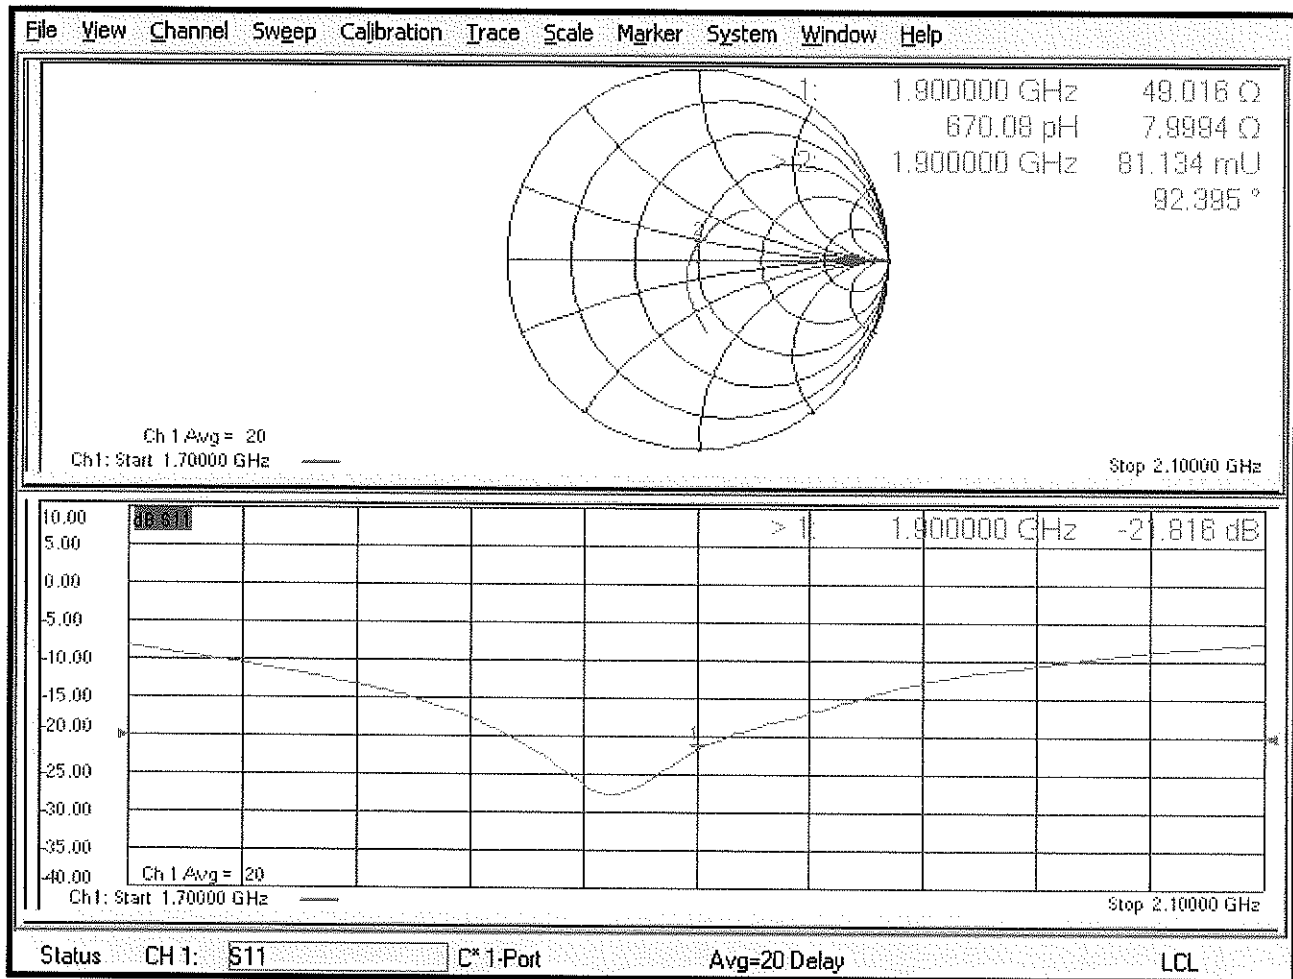 File View Channel Sweep Calibration Trace Scale Marker System Window Help
1: 1.900000 GHz 49.016 Ω
670.08 pH 7.9994 Ω
> 2: 1.900000 GHz 81.134 mU
92.395 °
2
Ch 1 Avg = 20
Ch1: Start 1.70000 GHz
Stop 2.10000 GHz
10.00
dB S11
> 1: 1.900000 GHz -21.816 dB
5.00
0.00
-5.00
-10.00
-15.00
-20.00
1
-25.00
-30.00
-35.00
-40.00
Ch 1 Avg = 20
Ch1: Start 1.70000 GHz
Stop 2.10000 GHz
Status CH 1: S11 C* 1-Port Avg=20 Delay LCL